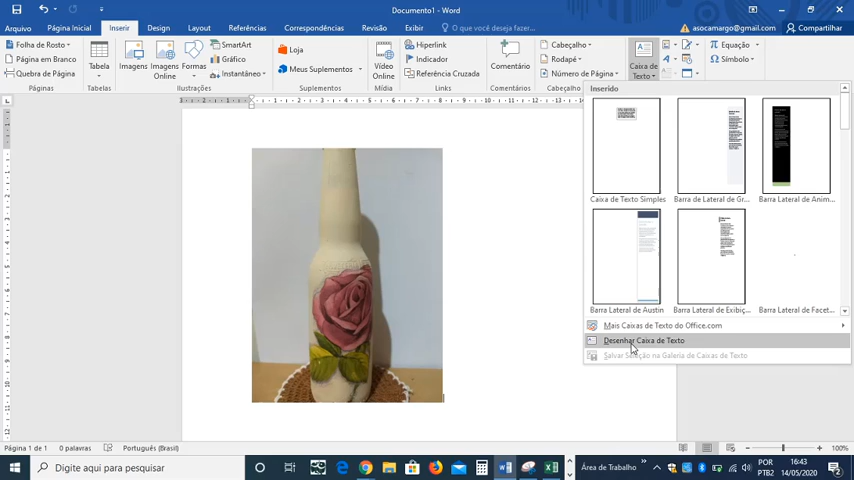 Documento1 - Word
Arquivo Página Inicial Inserir Design Layout Referências Correspondências Revisão Exibir O que você deseja fazer... asocamargo@gmail.com Compartilhar
Folha de Rosto
Página em Branco
Quebra de Página
Páginas
Tabela
Tabelas
Imagens
Imagens Online
Formas
SmartArt
Gráfico
Instantâneo
Ilustrações
Loja
Meus Suplementos
Suplementos
Vídeo Online
Mídia
Hiperlink
Indicador
Referência Cruzada
Links
Comentário
Comentários
Cabeçalho
Rodapé
Número de Página
Caixa de Texto
Equação
Símbolo
Inserido
Caixa de Texto Simples
Barra de Lateral de Gr...
Barra Lateral de Anim...
Barra Lateral de Austin
Barra Lateral de Exibiç...
Barra Lateral de Facet...
Mais Caixas de Texto do Office.com
Desenhar Caixa de Texto
Salvar Seleção na Galeria de Caixas de Texto
Página 1 de 1 0 palavras Português (Brasil) 100%
Digite aqui para pesquisar
Área de Trabalho
POR
PTB2
16:43
14/05/2020
2